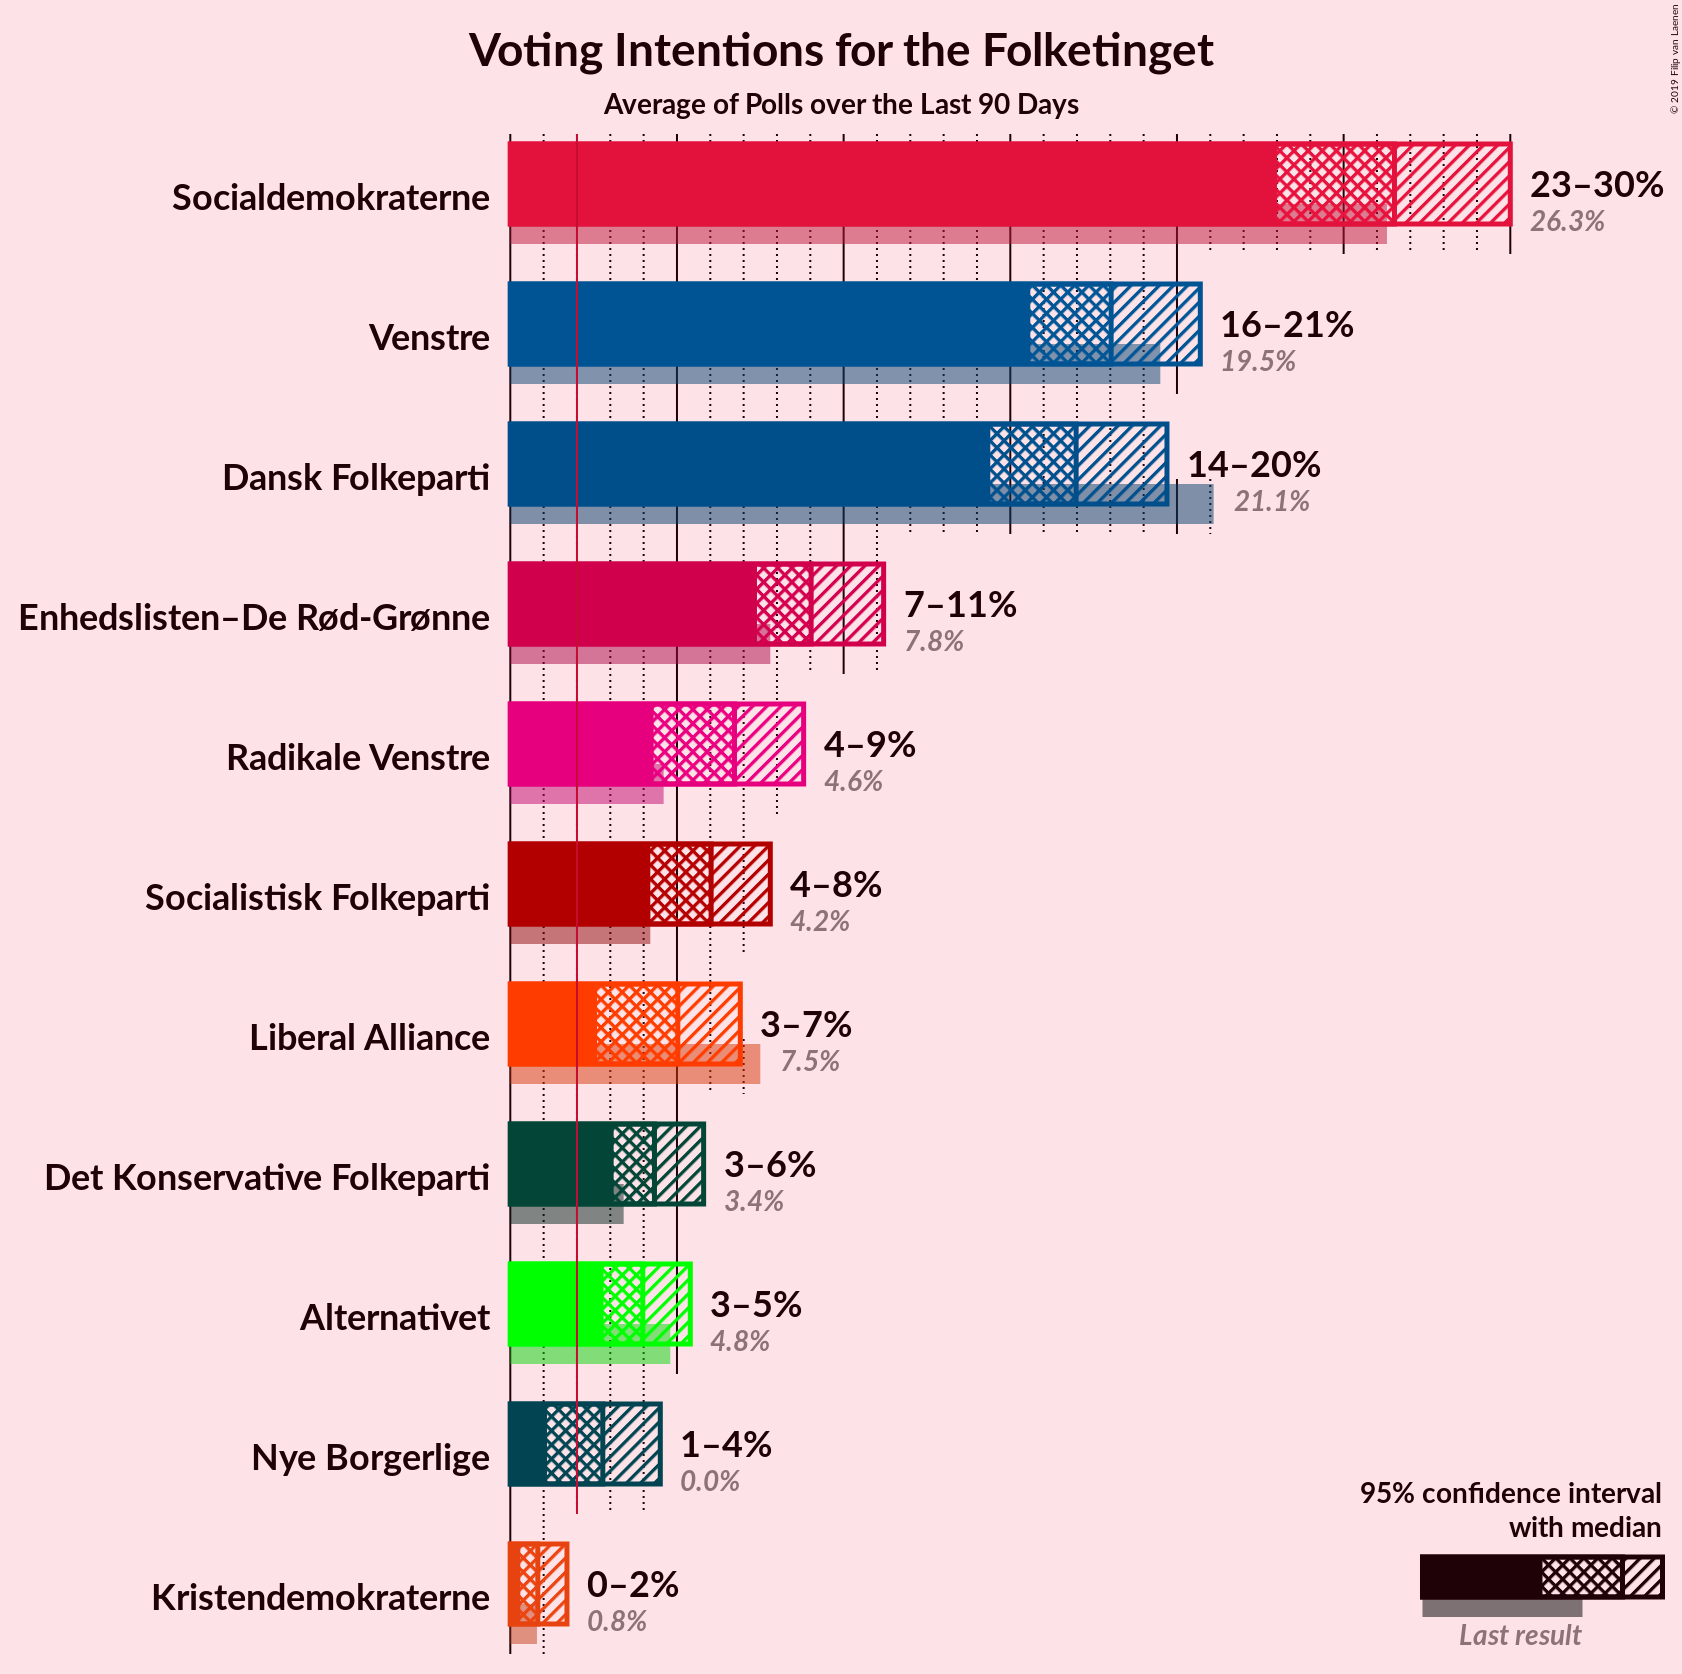 Voting Intentions for the Folketinget
Average of Polls over the Last 90 Days
© 2019 Filip van Laenen
Socialdemokraterne
23–30%
26.3%
Venstre
16–21%
19.5%
Dansk Folkeparti
14–20%
21.1%
Enhedslisten–De Rød-Grønne
7–11%
7.8%
Radikale Venstre
4–9%
4.6%
Socialistisk Folkeparti
4–8%
4.2%
Liberal Alliance
3–7%
7.5%
Det Konservative Folkeparti
3–6%
3.4%
Alternativet
3–5%
4.8%
Nye Borgerlige
1–4%
0.0%
Kristendemokraterne
0–2%
0.8%
95% confidence interval
with median
Last result